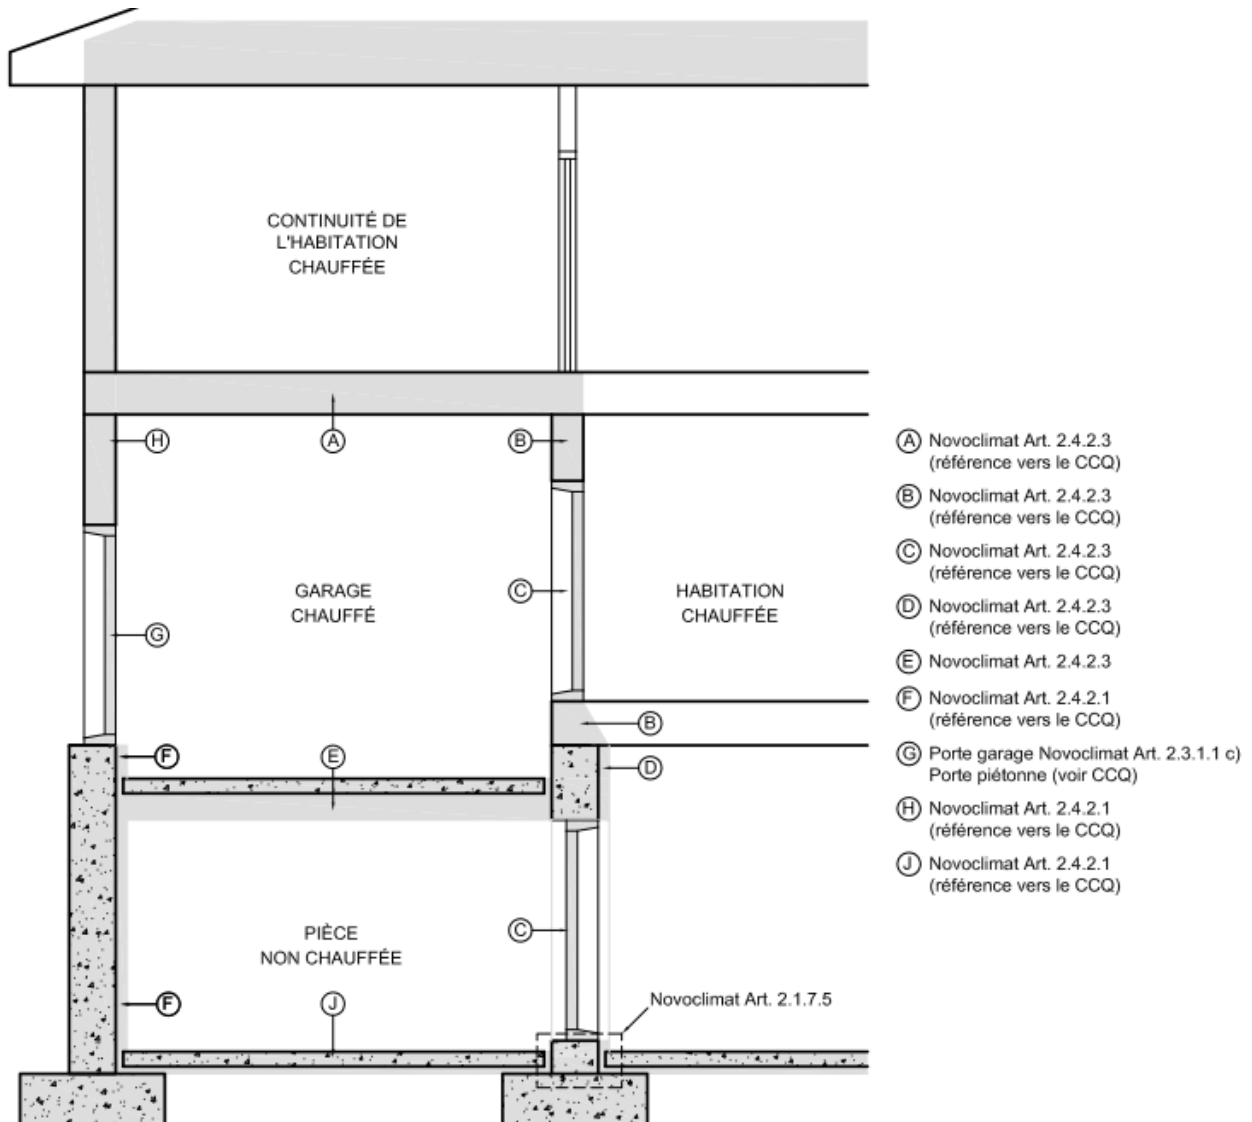 CONTINUITÉ DE
L'HABITATION
CHAUFFÉE
H
A
B
GARAGE
CHAUFFÉ
C
HABITATION
CHAUFFÉE
G
B
F
E
D
PIÈCE
NON CHAUFFÉE
C
F
J
Novoclimat Art. 2.1.7.5
A Novoclimat Art. 2.4.2.3
(référence vers le CCQ)
B Novoclimat Art. 2.4.2.3
(référence vers le CCQ)
C Novoclimat Art. 2.4.2.3
(référence vers le CCQ)
D Novoclimat Art. 2.4.2.3
(référence vers le CCQ)
E Novoclimat Art. 2.4.2.3
F Novoclimat Art. 2.4.2.1
(référence vers le CCQ)
G Porte garage Novoclimat Art. 2.3.1.1 c)
Porte piétonne (voir CCQ)
H Novoclimat Art. 2.4.2.1
(référence vers le CCQ)
J Novoclimat Art. 2.4.2.1
(référence vers le CCQ)